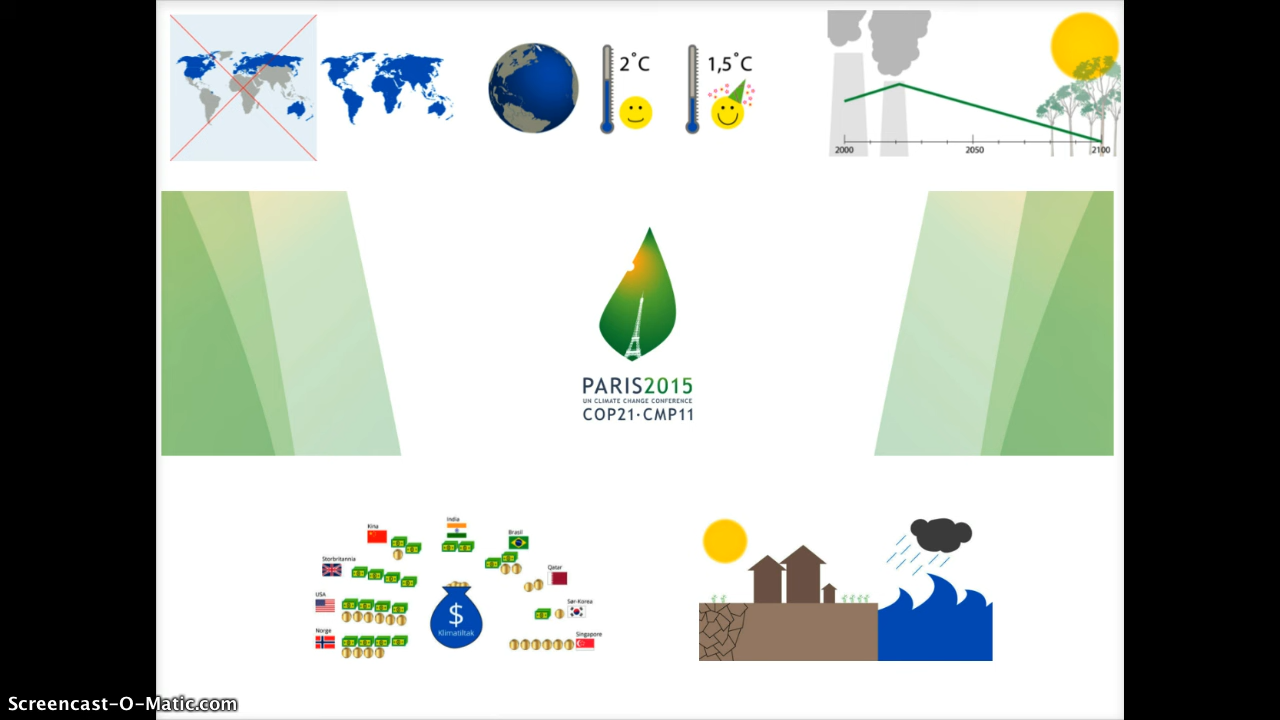 2°C
1,5°C
2000
2050
2100
PARIS2015
UN CLIMATE CHANGE CONFERENCE
COP21·CMP11
India
Kina
Brasil
Storbritannia
Qatar
USA
Sør-Korea
$
Klimatiltak
Norge
Singapore
Screencast-O-Matic.com